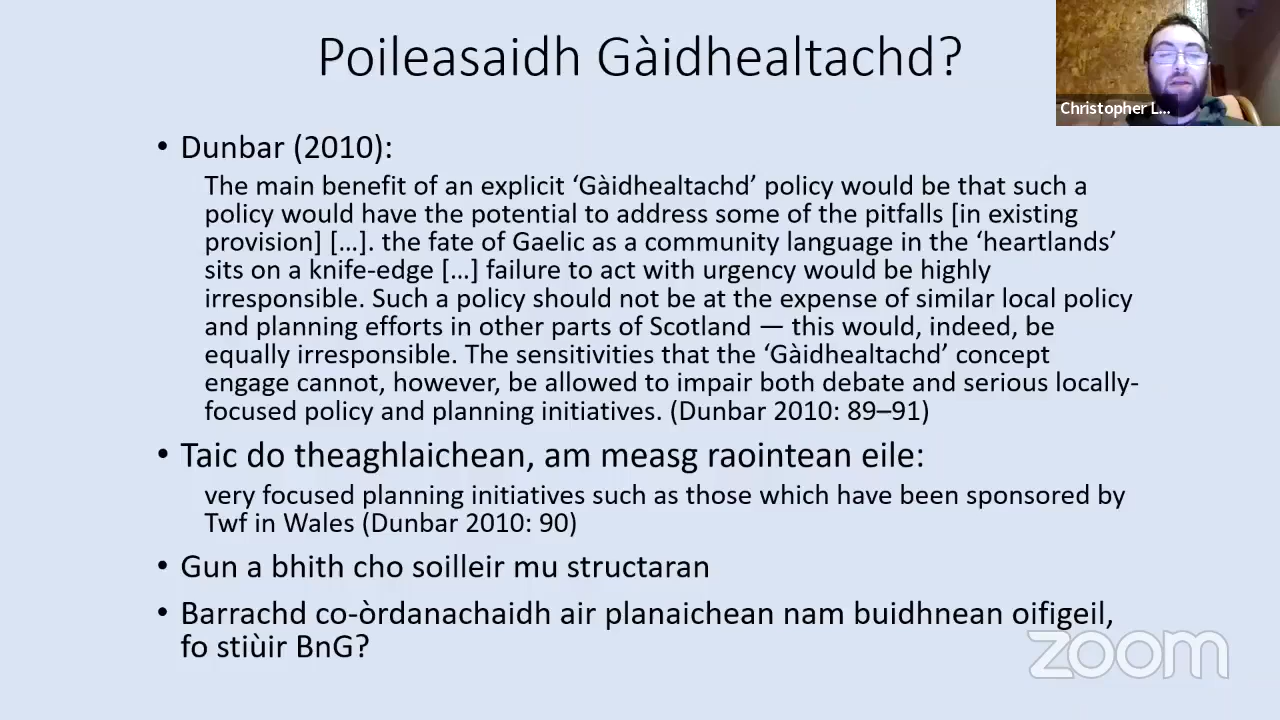 Poileasaidh Gàidhealtachd?
Christopher L...
• Dunbar (2010):
The main benefit of an explicit ‘Gàidhealtachd’ policy would be that such a
policy would have the potential to address some of the pitfalls [in existing
provision] […]. the fate of Gaelic as a community language in the ‘heartlands’
sits on a knife-edge […] failure to act with urgency would be highly
irresponsible. Such a policy should not be at the expense of similar local policy
and planning efforts in other parts of Scotland — this would, indeed, be
equally irresponsible. The sensitivities that the ‘Gàidhealtachd’ concept
engage cannot, however, be allowed to impair both debate and serious locally-
focused policy and planning initiatives. (Dunbar 2010: 89–91)
• Taic do theaghlaichean, am measg raointean eile:
very focused planning initiatives such as those which have been sponsored by
Twf in Wales (Dunbar 2010: 90)
• Gun a bhith cho soilleir mu structaran
• Barrachd co-òrdanachaidh air planaichean nam buidhnean oifigeil,
fo stiùir BnG?
zoom